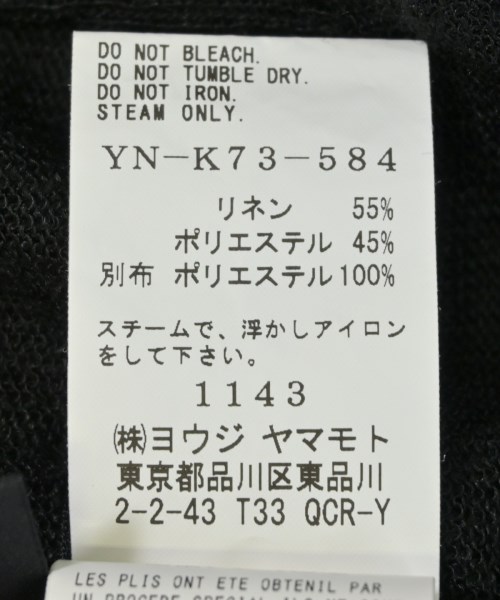 DO NOT BLEACH.
DO NOT TUMBLE DRY.
DO NOT IRON.
STEAM ONLY.
YN-K73-584
リネン 55%
ポリエステル 45%
別布 ポリエステル100%
スチームで、浮かしアイロン
をして下さい。
1143
㈱ヨウジ ヤマモト
東京都品川区東品川
2-2-43 T33 QCR-Y
LES PLIS ONT ETE OBTENIL PAR
UN PROCEDE SPECIAL